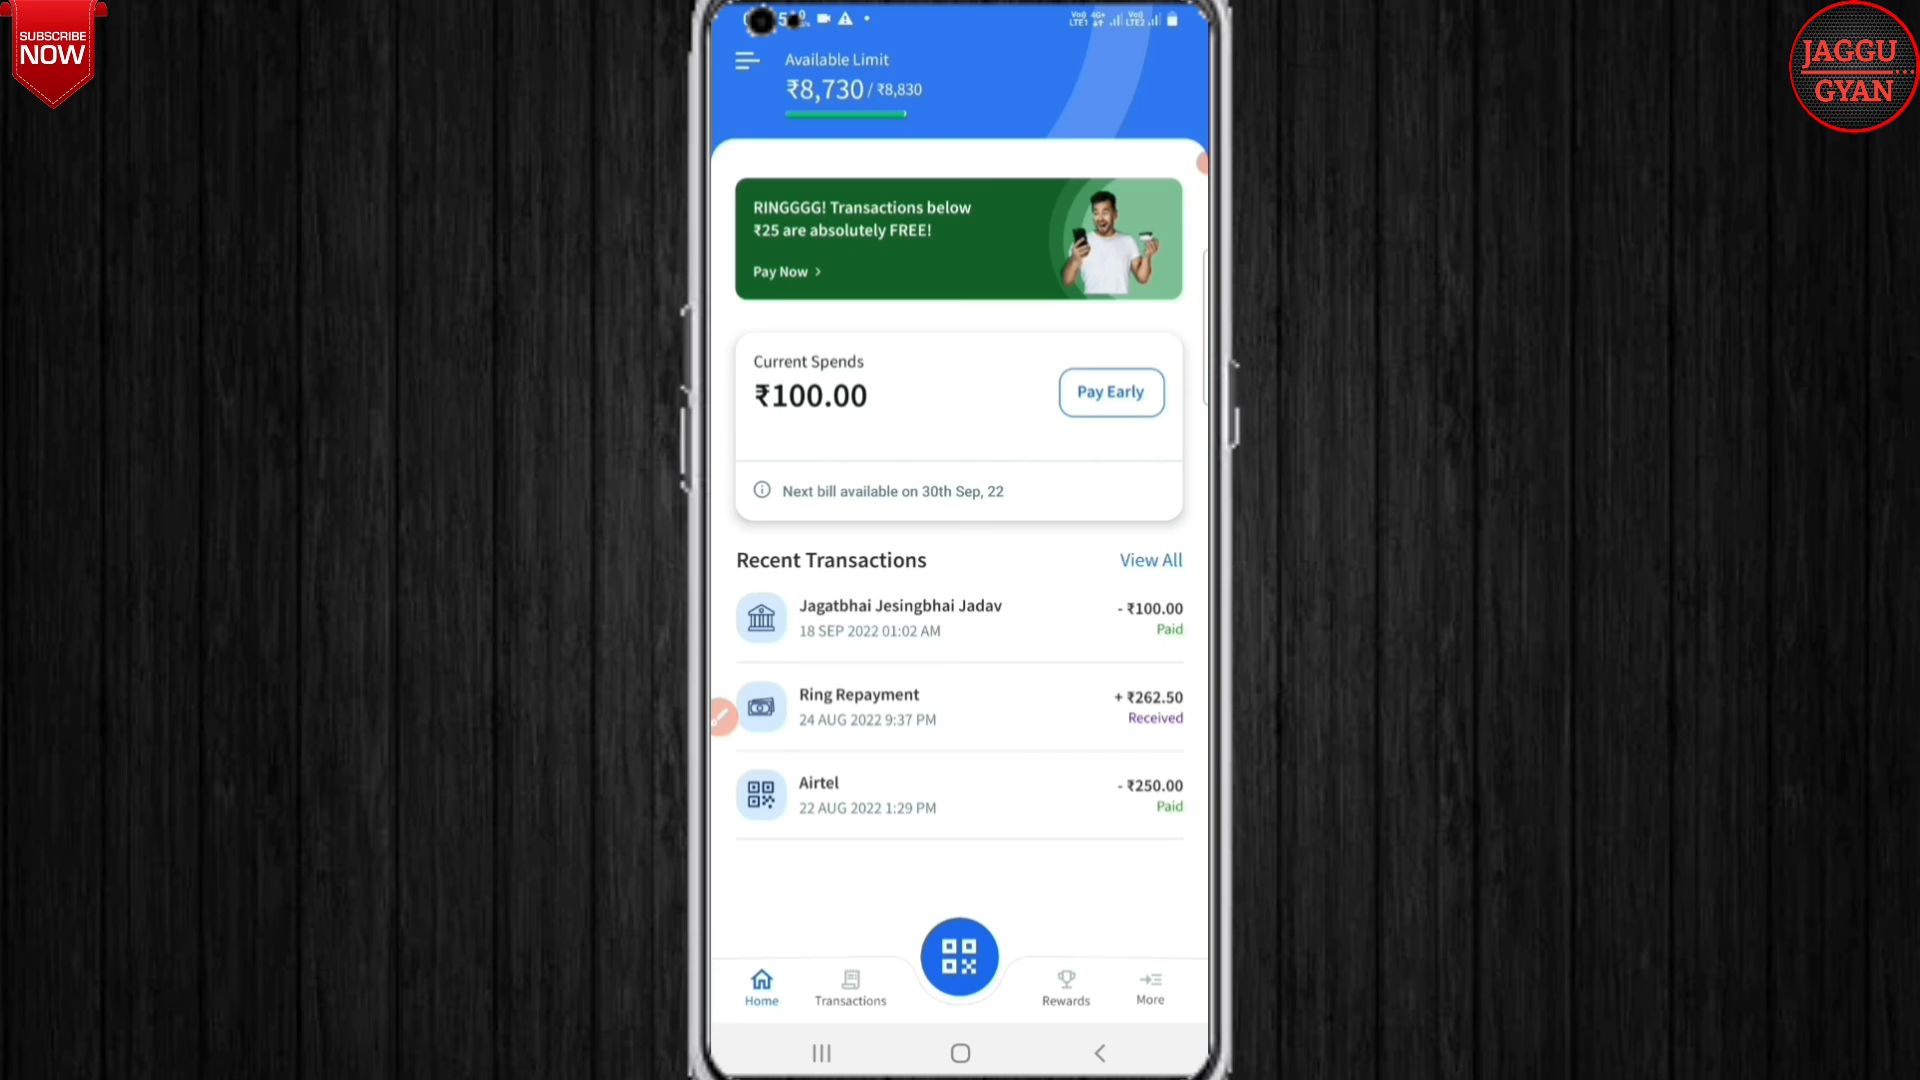 SUBSCRIBE
NOW
JAGGU
GYAN
Available Limit
₹8,730 / ₹8,830
RINGGGG! Transactions below
₹25 are absolutely FREE!
Pay Now >
Current Spends
₹100.00
Pay Early
Next bill available on 30th Sep, 22
Recent Transactions
View All
Jagatbhai Jesingbhai Jadav
- ₹100.00
18 SEP 2022 01:02 AM
Paid
Ring Repayment
+ ₹262.50
24 AUG 2022 9:37 PM
Received
Airtel
- ₹250.00
22 AUG 2022 1:29 PM
Paid
Home
Transactions
Rewards
More